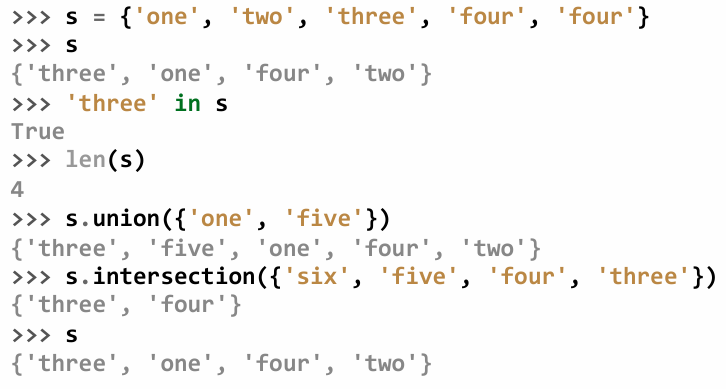 >>> s = {'one', 'two', 'three', 'four', 'four'}
>>> s
{'three', 'one', 'four', 'two'}
>>> 'three' in s
True
>>> len(s)
4
>>> s.union({'one', 'five'})
{'three', 'five', 'one', 'four', 'two'}
>>> s.intersection({'six', 'five', 'four', 'three'})
{'three', 'four'}
>>> s
{'three', 'one', 'four', 'two'}